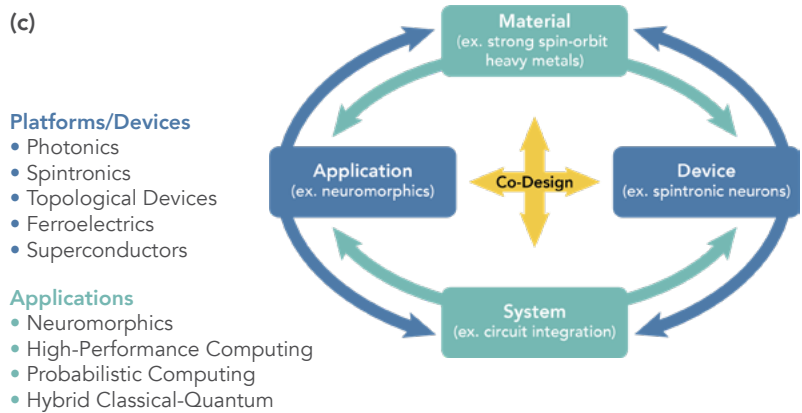 (c)
Platforms/Devices
• Photonics
• Spintronics
• Topological Devices
• Ferroelectrics
• Superconductors
Applications
• Neuromorphics
• High-Performance Computing
• Probabilistic Computing
• Hybrid Classical-Quantum
Material
(ex. strong spin-orbit
heavy metals)
Application
(ex. neuromorphics)
Co-Design
Device
(ex. spintronic neurons)
System
(ex. circuit integration)